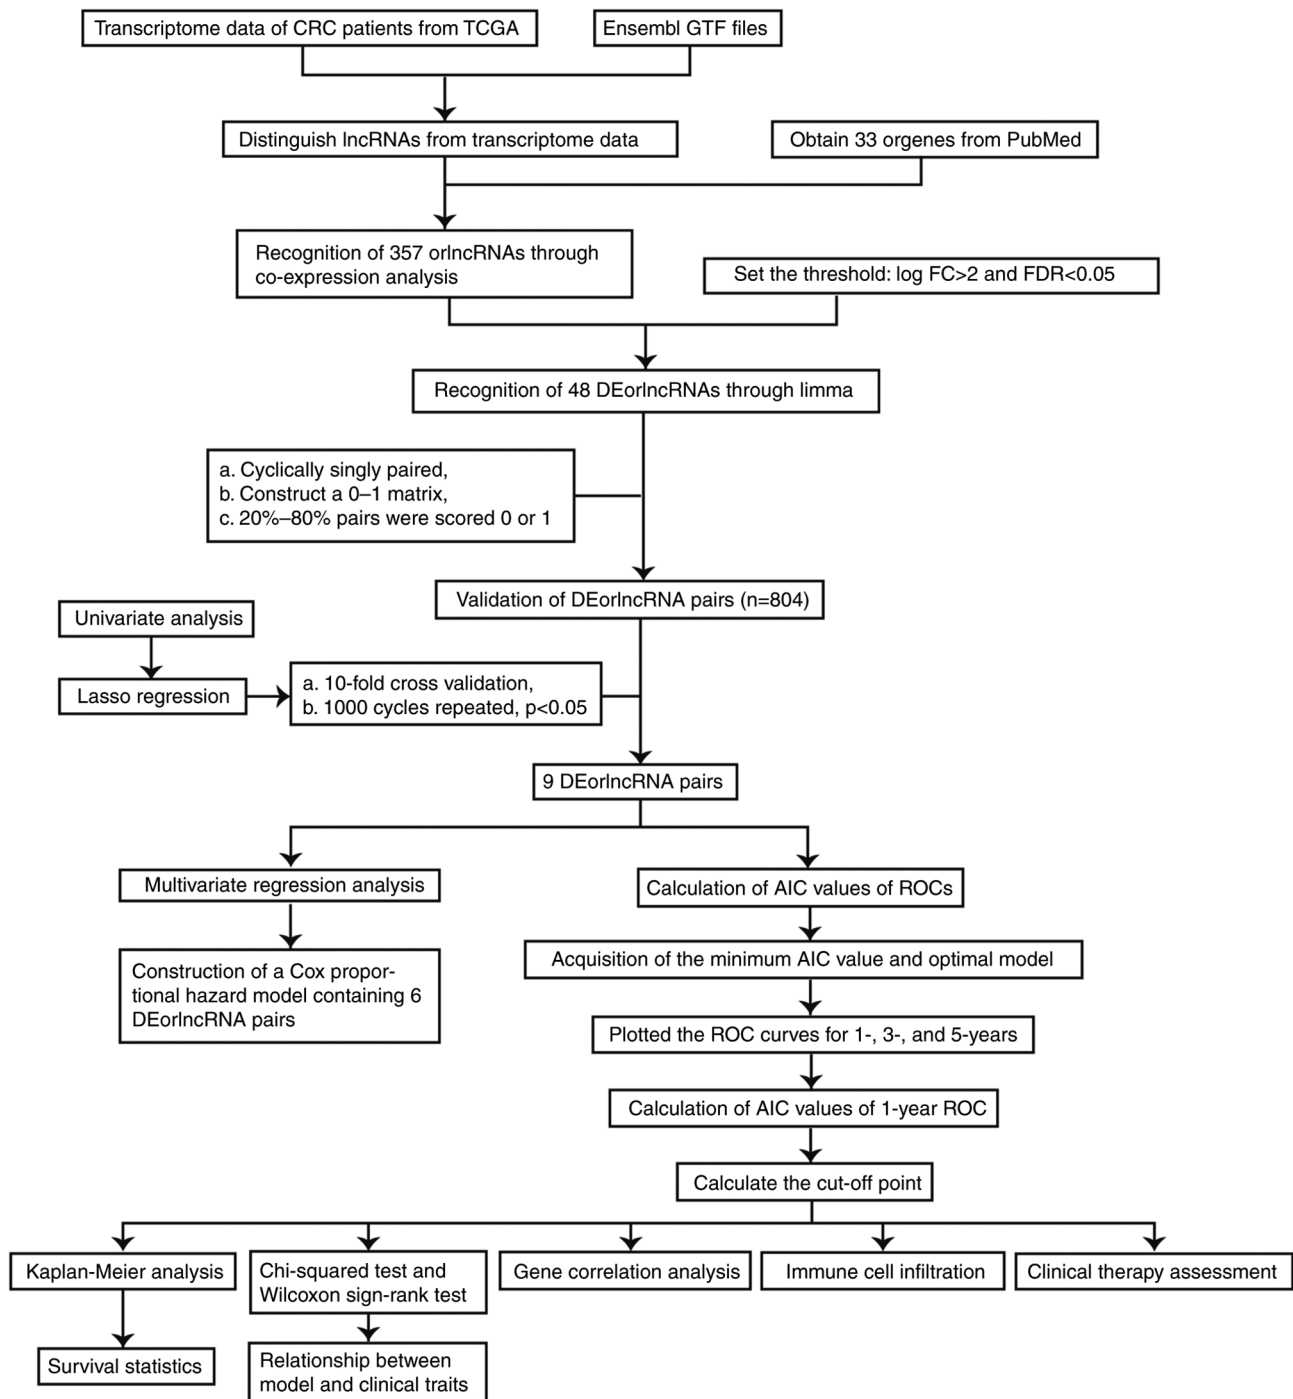 Transcriptome data of CRC patients from TCGA
Ensembl GTF files
Distinguish lncRNAs from transcriptome data
Obtain 33 orgenes from PubMed
Recognition of 357 orlncRNAs through
co-expression analysis
Set the threshold: log FC>2 and FDR<0.05
Recognition of 48 DEorlncRNAs through limma
a. Cyclically singly paired,
b. Construct a 0–1 matrix,
c. 20%–80% pairs were scored 0 or 1
Validation of DEorlncRNA pairs (n=804)
Univariate analysis
Lasso regression
a. 10-fold cross validation,
b. 1000 cycles repeated, p<0.05
9 DEorlncRNA pairs
Multivariate regression analysis
Calculation of AIC values of ROCs
Construction of a Cox propor-
tional hazard model containing 6
DEorlncRNA pairs
Acquisition of the minimum AIC value and optimal model
Plotted the ROC curves for 1-, 3-, and 5-years
Calculation of AIC values of 1-year ROC
Calculate the cut-off point
Kaplan-Meier analysis
Chi-squared test and
Wilcoxon sign-rank test
Gene correlation analysis
Immune cell infiltration
Clinical therapy assessment
Survival statistics
Relationship between
model and clinical traits